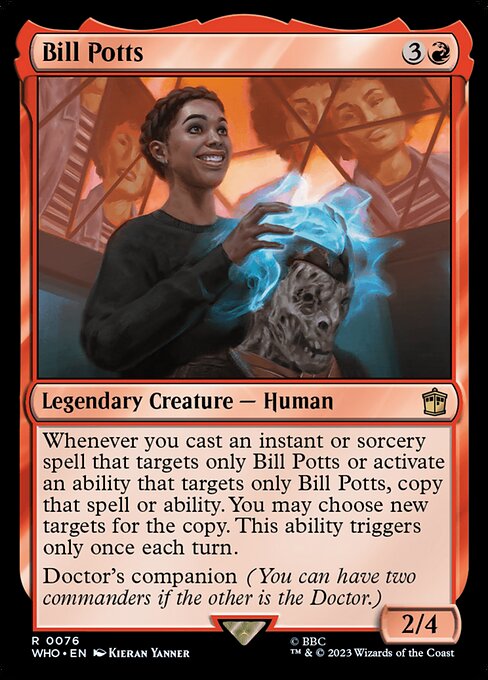 Bill Potts 3
Legendary Creature — Human
Whenever you cast an instant or sorcery
spell that targets only Bill Potts or activate
an ability that targets only Bill Potts, copy
that spell or ability. You may choose new
targets for the copy. This ability triggers
only once each turn.
Doctor's companion (You can have two
commanders if the other is the Doctor.)
2/4
R 0076
WHO • EN Kieran Yanner
© BBC
™ & © 2023 Wizards of the Coast